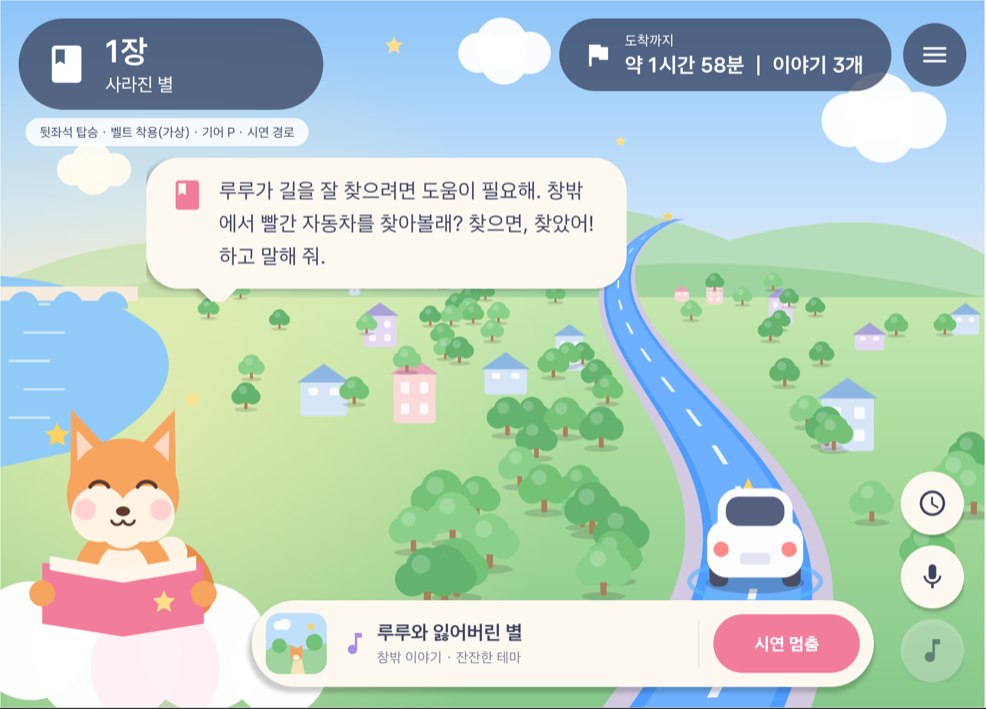 1장
사라진 별
도착까지
약 1시간 58분 | 이야기 3개
뒷좌석 탑승 · 벨트 착용(가상) · 기어 P · 시연 경로
루루가 길을 잘 찾으려면 도움이 필요해. 창밖
에서 빨간 자동차를 찾아볼래? 찾으면, 찾았어!
하고 말해 줘.
루루와 잃어버린 별
창밖 이야기 · 잔잔한 테마
시연 멈춤